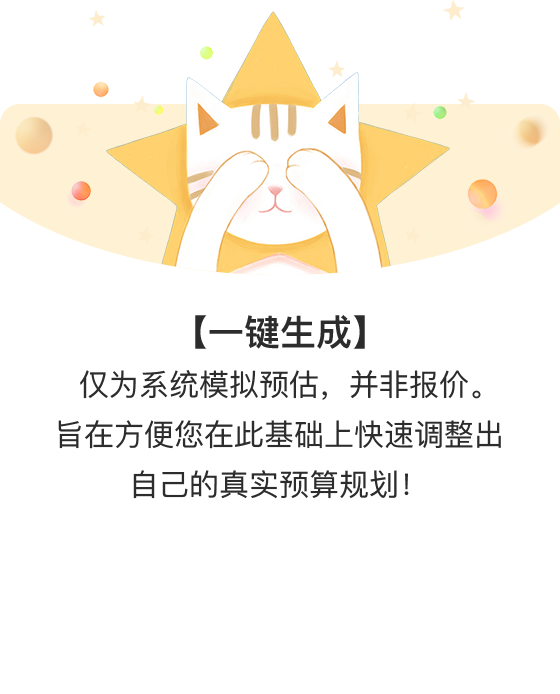 【一键生成】
仅为系统模拟预估，并非报价。
旨在方便您在此基础上快速调整出
自己的真实预算规划！